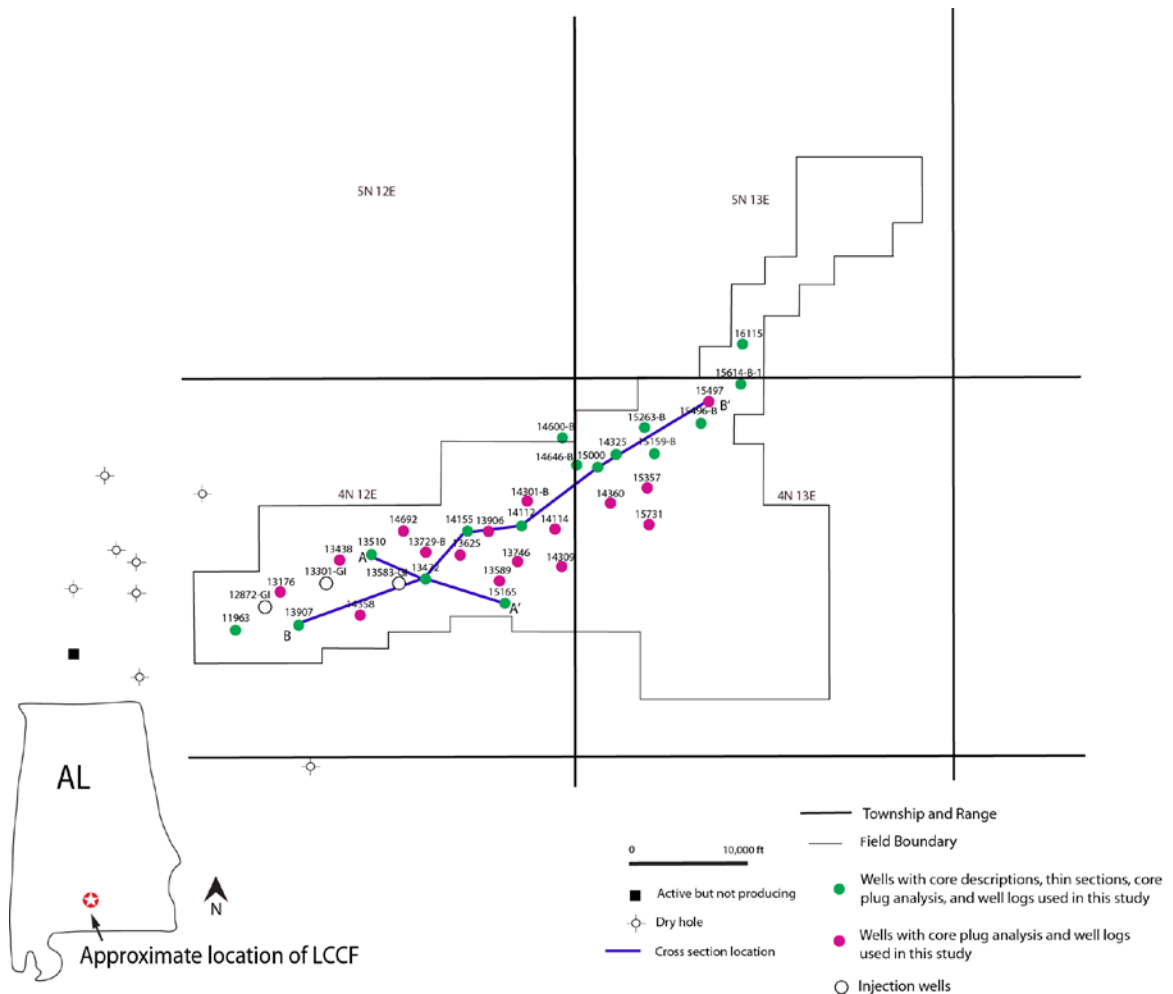 5N 12E
5N 13E
16115
15614-B-1
15497
B'
15496-B
15263-B
14600-B
14325
15159-B
14646-B
15000
15357
14360
15731
4N 12E
4N 13E
14301-B
14692
14155
13906
14112
14114
13510
13729-B
13625
A
13438
13746
14309
13301-GI
13583-GI
13472
13589
13176
12872-GI
15165
A'
13907
14358
11963
B
AL
N
Approximate location of LCCF
0
10,000 ft
Active but not producing
Dry hole
Cross section location
Township and Range
Field Boundary
Wells with core descriptions, thin sections, core
plug analysis, and well logs used in this study
Wells with core plug analysis and well logs
used in this study
Injection wells